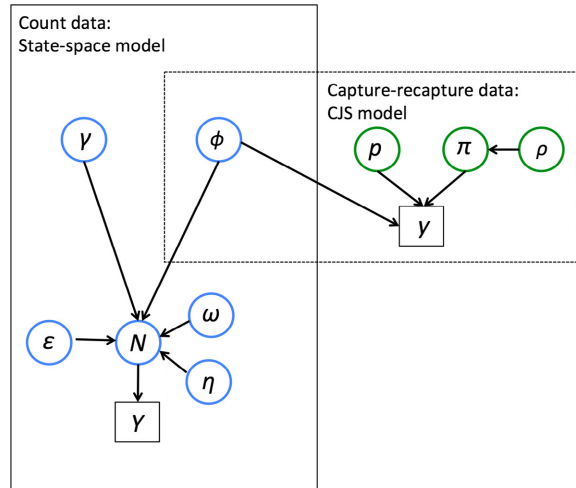 Count data:
State-space model
Capture-recapture data:
CJS model
γ
ϕ
p
π
ρ
y
ω
ε
N
η
Y